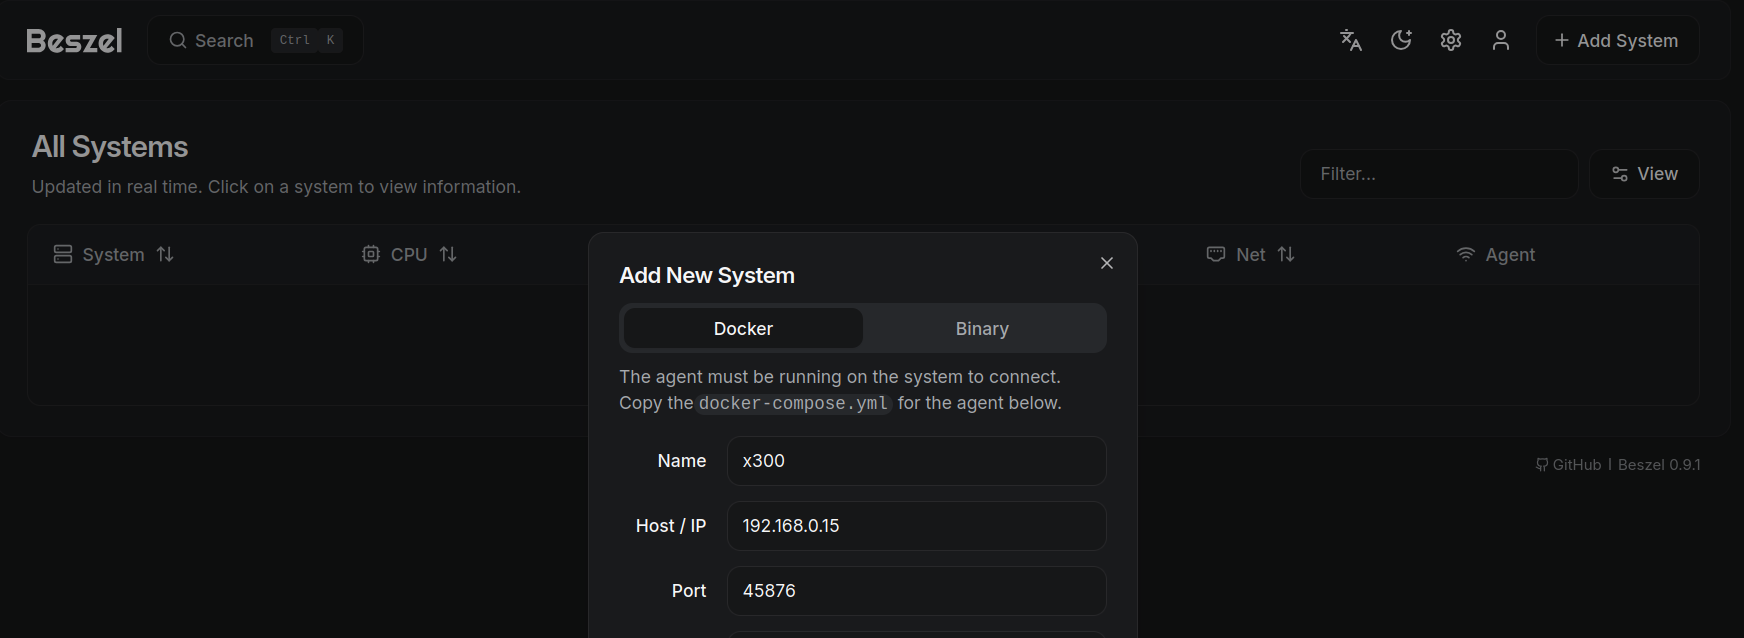 Beszel Search Ctrl K + Add System
All Systems
Updated in real time. Click on a system to view information.
Filter... View
System CPU Net Agent
Add New System
Docker Binary
The agent must be running on the system to connect.
Copy the docker-compose.yml for the agent below.
Name x300
Host / IP 192.168.0.15
Port 45876
GitHub | Beszel 0.9.1